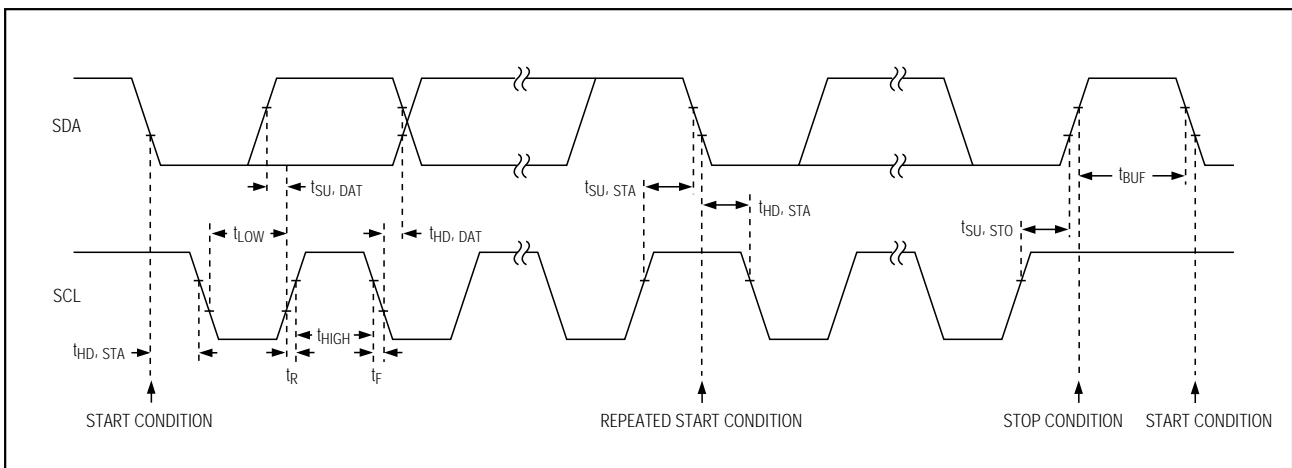 SDA
tSU, DAT
tSU, STA
tHD, STA
tBUF
tLOW
tHD, DAT
tSU, STO
SCL
tHD, STA
tHIGH
tR
tF
START CONDITION
REPEATED START CONDITION
STOP CONDITION
START CONDITION